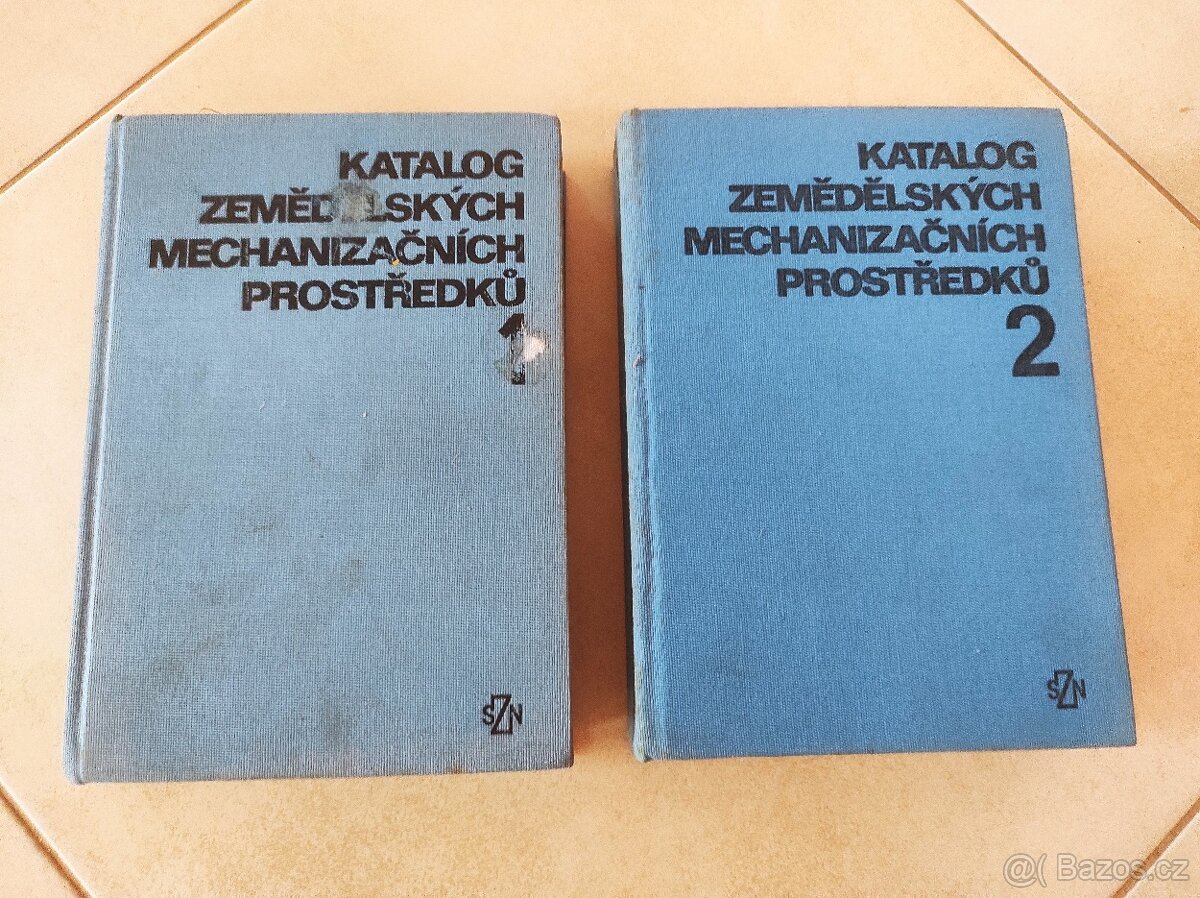 KATALOG
ZEMĚDĚLSKÝCH
MECHANIZAČNÍCH
PROSTŘEDKŮ
1
SZN
KATALOG
ZEMĚDĚLSKÝCH
MECHANIZAČNÍCH
PROSTŘEDKŮ
2
SZN
Bazos.cz